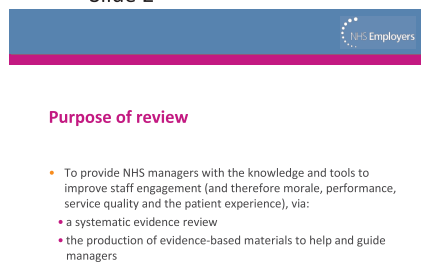 Slide 2
NHS Employers
Purpose of review
• To provide NHS managers with the knowledge and tools to
improve staff engagement (and therefore morale, performance,
service quality and the patient experience), via:
• a systematic evidence review
• the production of evidence-based materials to help and guide
managers